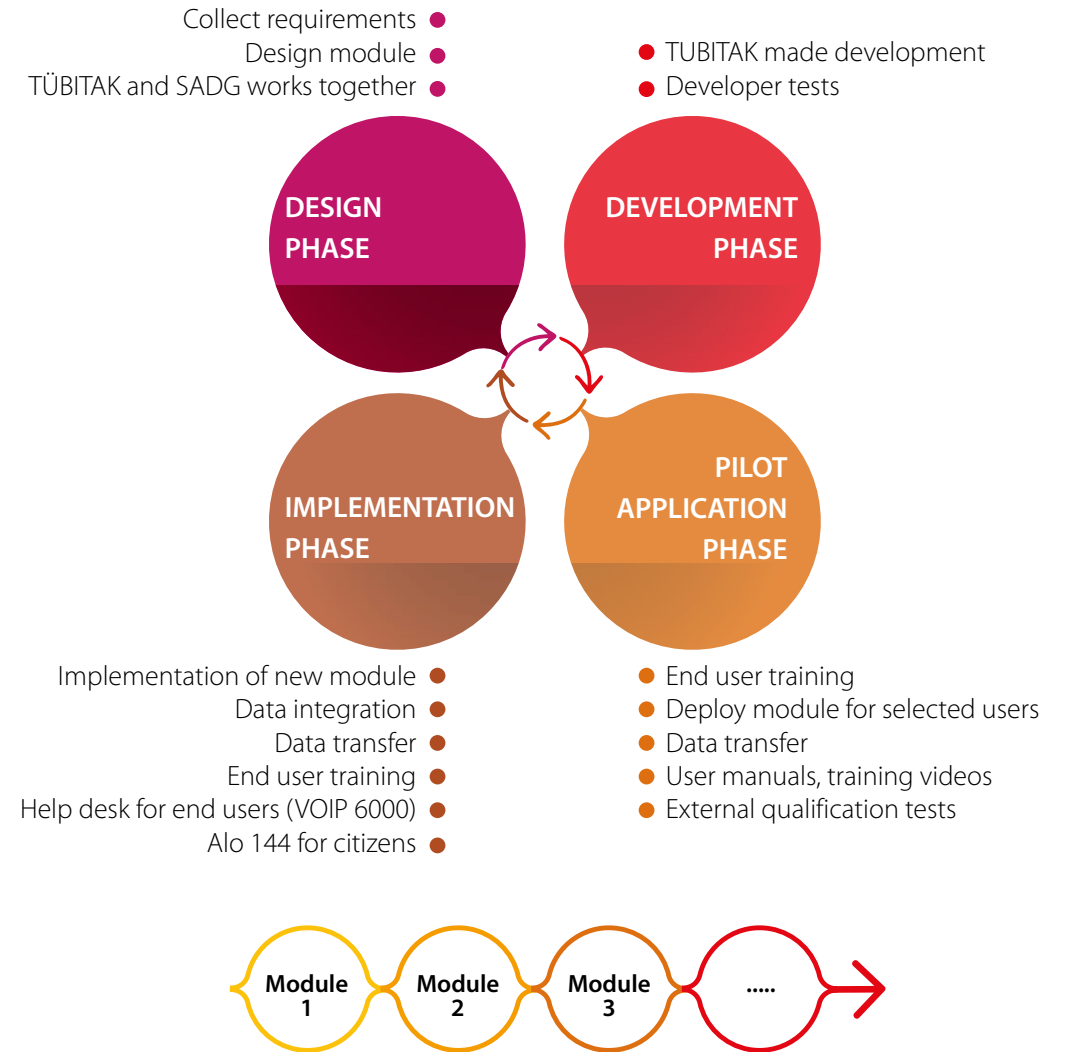 Collect requirements
Design module
TÜBITAK and SADG works together
TUBITAK made development
Developer tests
DESIGN
PHASE
DEVELOPMENT
PHASE
IMPLEMENTATION
PHASE
PILOT
APPLICATION
PHASE
Implementation of new module
Data integration
Data transfer
End user training
Help desk for end users (VOIP 6000)
Alo 144 for citizens
End user training
Deploy module for selected users
Data transfer
User manuals, training videos
External qualification tests
Module
1
Module
2
Module
3
.....